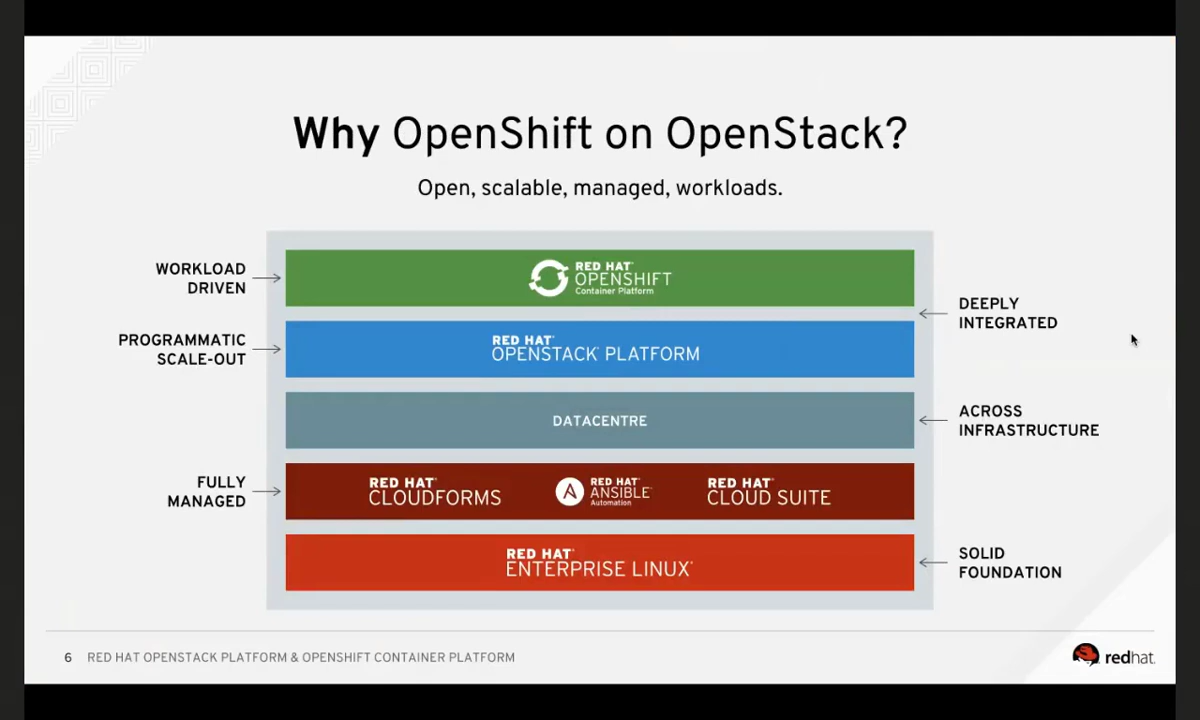 Why OpenShift on OpenStack?
Open, scalable, managed, workloads.
WORKLOAD
DRIVEN
RED HAT®
OPENSHIFT
Container Platform
DEEPLY
INTEGRATED
PROGRAMMATIC
SCALE-OUT
RED HAT®
OPENSTACK® PLATFORM
DATACENTRE
ACROSS
INFRASTRUCTURE
FULLY
MANAGED
RED HAT®
CLOUDFORMS
A
RED HAT®
ANSIBLE®
Automation
RED HAT®
CLOUD SUITE
RED HAT®
ENTERPRISE LINUX®
SOLID
FOUNDATION
6 RED HAT OPENSTACK PLATFORM & OPENSHIFT CONTAINER PLATFORM
redhat.